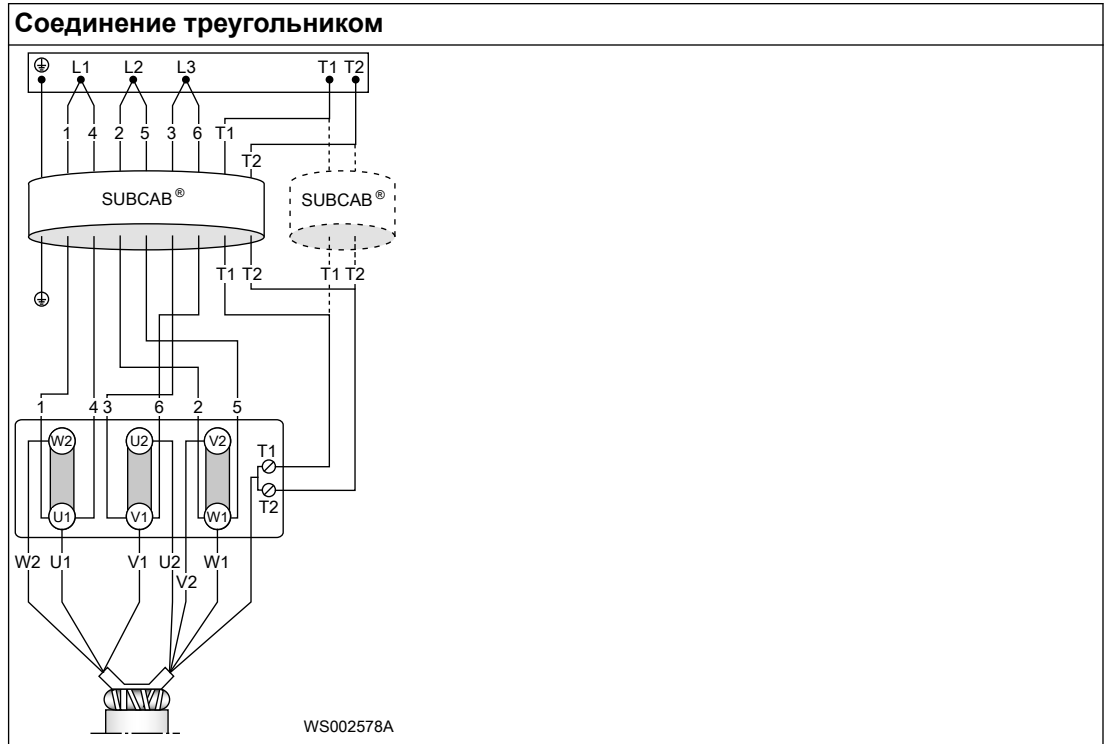 Соединение треугольником
L1 L2 L3 T1 T2
1 4 2 5 3 6 T1
T2
SUBCAB® SUBCAB®
T1 T2 T1 T2
1 4 3 6 2 5
W2 U2 V2
T1
U1 V1 W1
T2
W2 U1 V1 U2 W1
V2
WS002578A